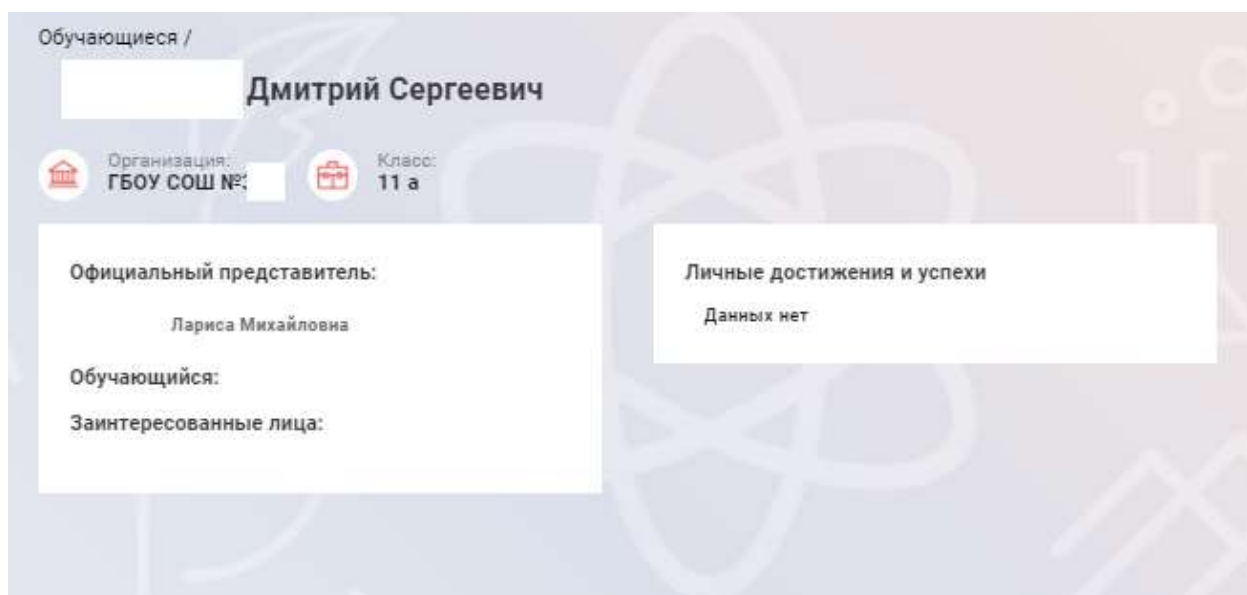 Обучающиеся /
Дмитрий Сергеевич
Организация:
ГБОУ СОШ №
Класс:
11 а
Официальный представитель:
Лариса Михайловна
Обучающийся:
Заинтересованные лица:
Личные достижения и успехи
Данных нет